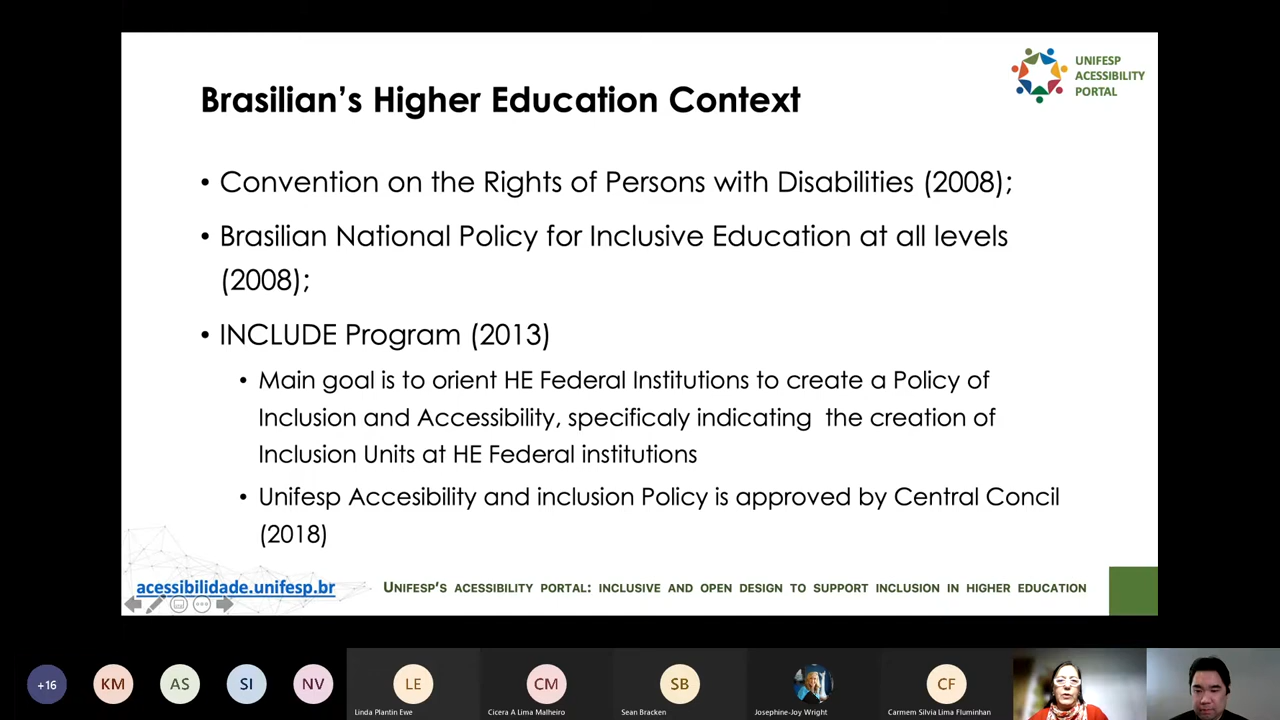 UNIFESP
ACESSIBILITY
PORTAL
Brasilian's Higher Education Context
• Convention on the Rights of Persons with Disabilities (2008);
• Brasilian National Policy for Inclusive Education at all levels
(2008);
• INCLUDE Program (2013)
• Main goal is to orient HE Federal Institutions to create a Policy of
Inclusion and Accessibility, specificaly indicating the creation of
Inclusion Units at HE Federal institutions
• Unifesp Accesibility and inclusion Policy is approved by Central Concil
(2018)
acessibilidade.unifesp.br
UNIFESP'S ACESSIBILITY PORTAL: INCLUSIVE AND OPEN DESIGN TO SUPPORT INCLUSION IN HIGHER EDUCATION
+16
KM
AS
SI
NV
LE
CM
SB
CF
Linda Plantin Ewe
Cicera A Lima Malheiro
Sean Bracken
Josephine-Joy Wright
Carmem Silvia Lima Fluminhan